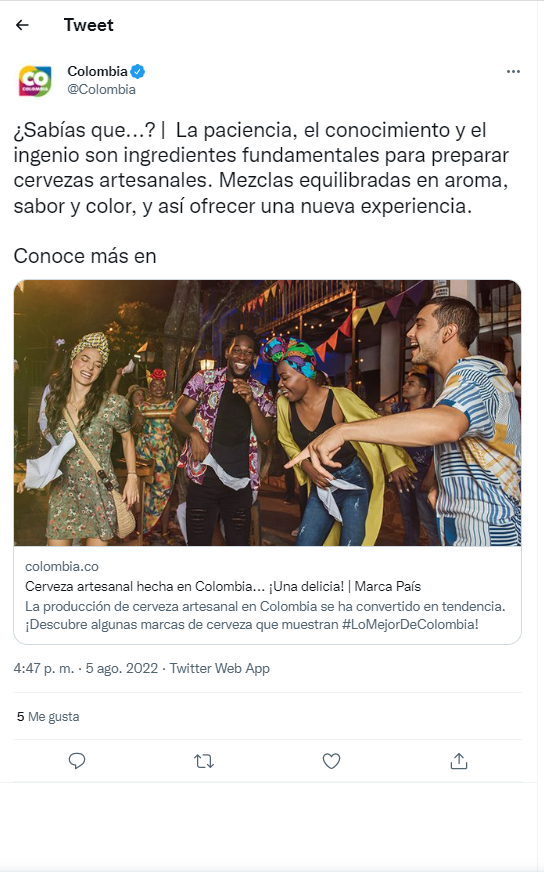 Tweet
CO
COLOMBIA
Colombia
@Colombia
¿Sabías que...? | La paciencia, el conocimiento y el
ingenio son ingredientes fundamentales para preparar
cervezas artesanales. Mezclas equilibradas en aroma,
sabor y color, y así ofrecer una nueva experiencia.
Conoce más en
colombia.co
Cerveza artesanal hecha en Colombia... ¡Una delicia! | Marca País
La producción de cerveza artesanal en Colombia se ha convertido en tendencia.
¡Descubre algunas marcas de cerveza que muestran #LoMejorDeColombia!
4:47 p. m. · 5 ago. 2022 · Twitter Web App
5 Me gusta